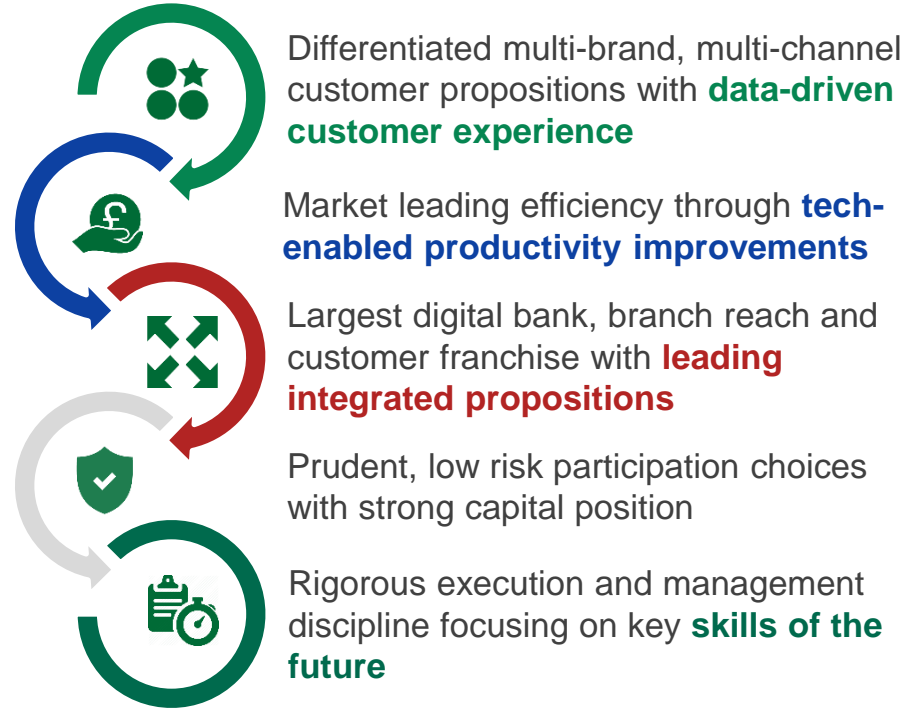 Differentiated multi-brand, multi-channel
customer propositions with data-driven
customer experience
£
Market leading efficiency through tech-
enabled productivity improvements
Largest digital bank, branch reach and
customer franchise with leading
integrated propositions
Prudent, low risk participation choices
with strong capital position
Rigorous execution and management
discipline focusing on key skills of the
future